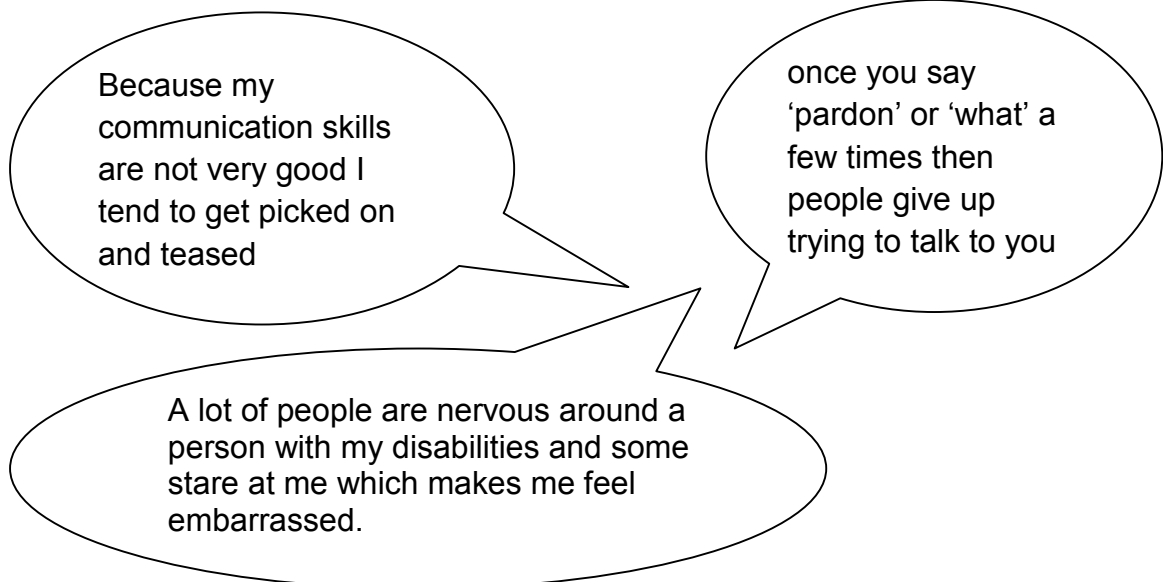 Because my
communication skills
are not very good I
tend to get picked on
and teased
once you say
‘pardon’ or ‘what’ a
few times then
people give up
trying to talk to you
A lot of people are nervous around a
person with my disabilities and some
stare at me which makes me feel
embarrassed.